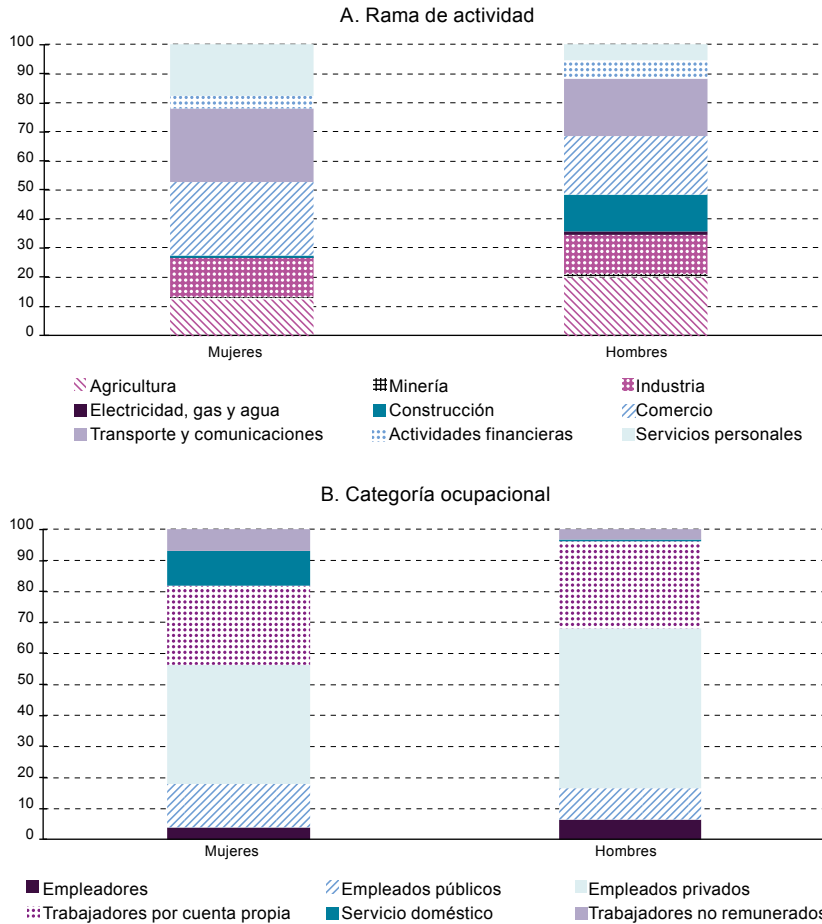 A. Rama de actividad
100
90
80
70
60
50
40
30
20
10
0
Mujeres Hombres
Agricultura Minería Industria
Electricidad, gas y agua Construcción Comercio
Transporte y comunicaciones Actividades financieras Servicios personales
B. Categoría ocupacional
100
90
80
70
60
50
40
30
20
10
0
Mujeres Hombres
Empleadores Empleados públicos Empleados privados
Trabajadores por cuenta propia Servicio doméstico Trabajadores no remunerados